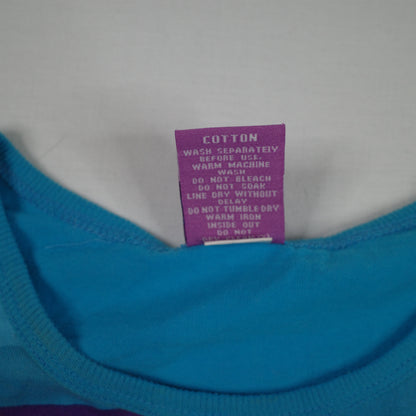 COTTON
WASH SEPARATELY
BEFORE USE.
WARM MACHINE
WASH
DO NOT BLEACH
DO NOT SOAK
LINE DRY WITHOUT
DELAY
DO NOT TUMBLE DRY
WARM IRON
INSIDE OUT
DO NOT